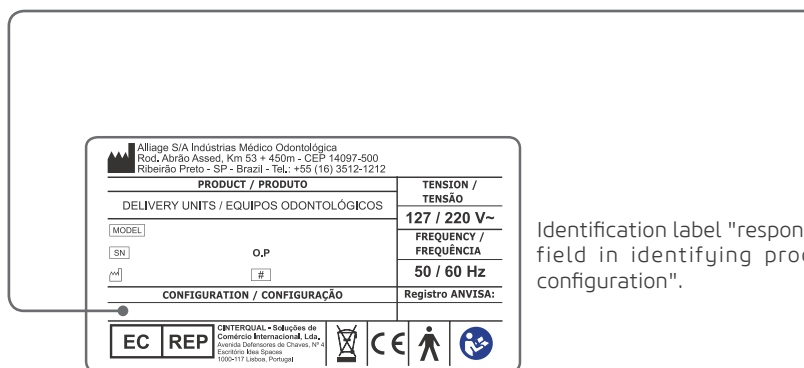 Alliage S/A Indústrias Médico Odontológica
Rod. Abrão Assed, Km 53 + 450m - CEP 14097-500
Ribeirão Preto - SP - Brazil - Tel.: +55 (16) 3512-1212
PRODUCT / PRODUTO
DELIVERY UNITS / EQUIPOS ODONTOLÓGICOS
MODEL
SN O.P
#
CONFIGURATION / CONFIGURAÇÃO
TENSION /
TENSÃO
127 / 220 V~
FREQUENCY /
FREQUÊNCIA
50 / 60 Hz
Registro ANVISA:
EC REP
CINTERQUAL - Soluções de
Comércio Internacional, Lda.
Avenida Defensores de Chaves, Nº 4
Escritório Idea Spaces
1000-117 Lisboa, Portugal
CE
Identification label "respon
field in identifying pro
configuration".